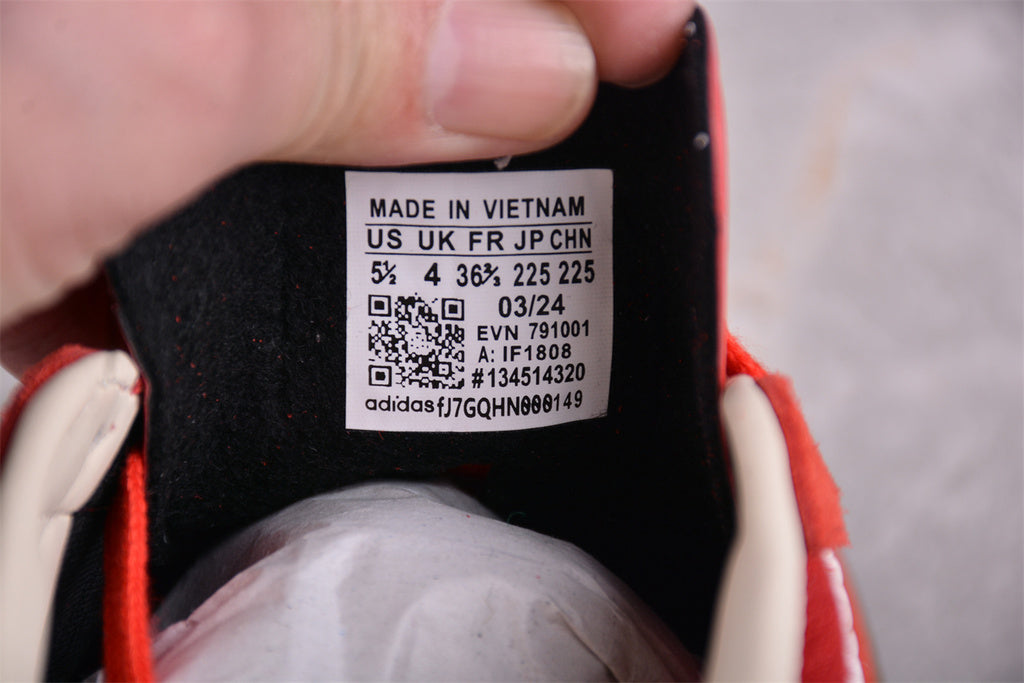 MADE IN VIETNAM
US UK FR JP CHN
5½ 4 36⅔ 225 225
03/24
EVN 791001
A: IF1808
#134514320
adidas fJ7GQHN000149